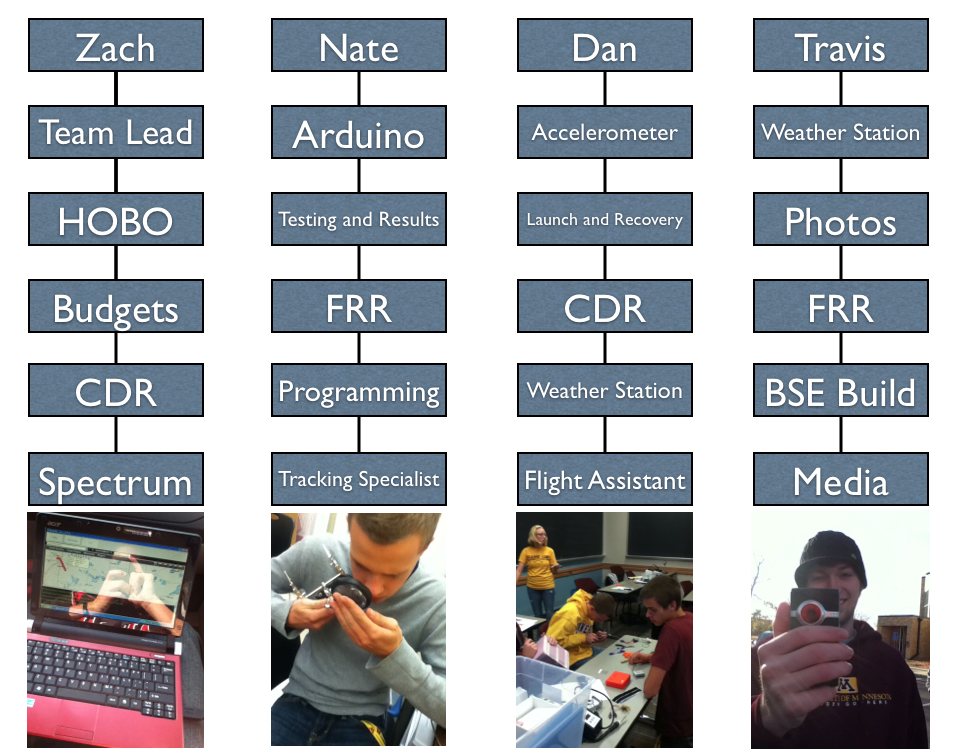 Zach
Team Lead
HOBO
Budgets
CDR
Spectrum
Nate
Arduino
Testing and Results
FRR
Programming
Tracking Specialist
Dan
Accelerometer
Launch and Recovery
CDR
Weather Station
Flight Assistant
Travis
Weather Station
Photos
FRR
BSE Build
Media
acer
M